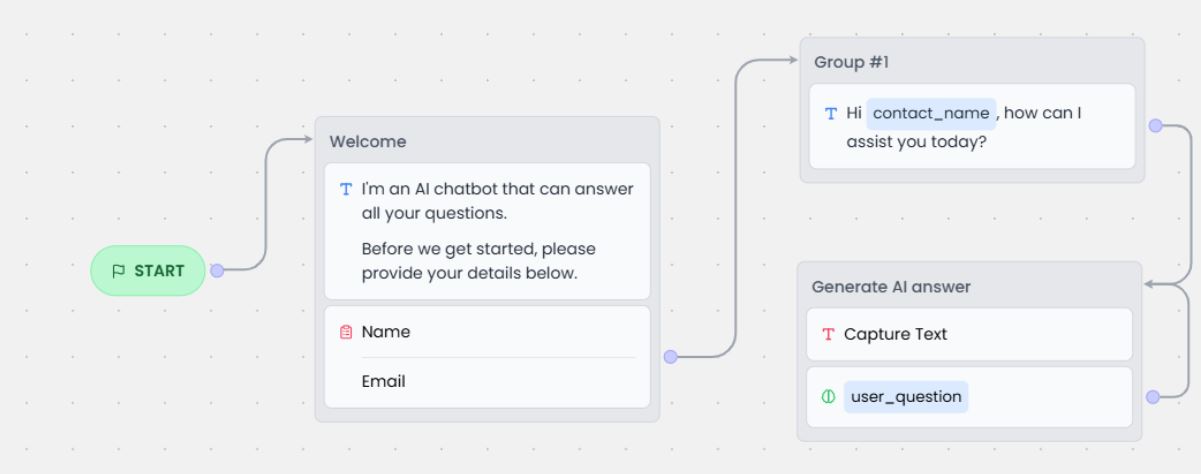 START
Welcome
I'm an AI chatbot that can answer
all your questions.
Before we get started, please
provide your details below.
Name
Email
Group #1
Hi contact_name , how can I
assist you today?
Generate AI answer
Capture Text
user_question